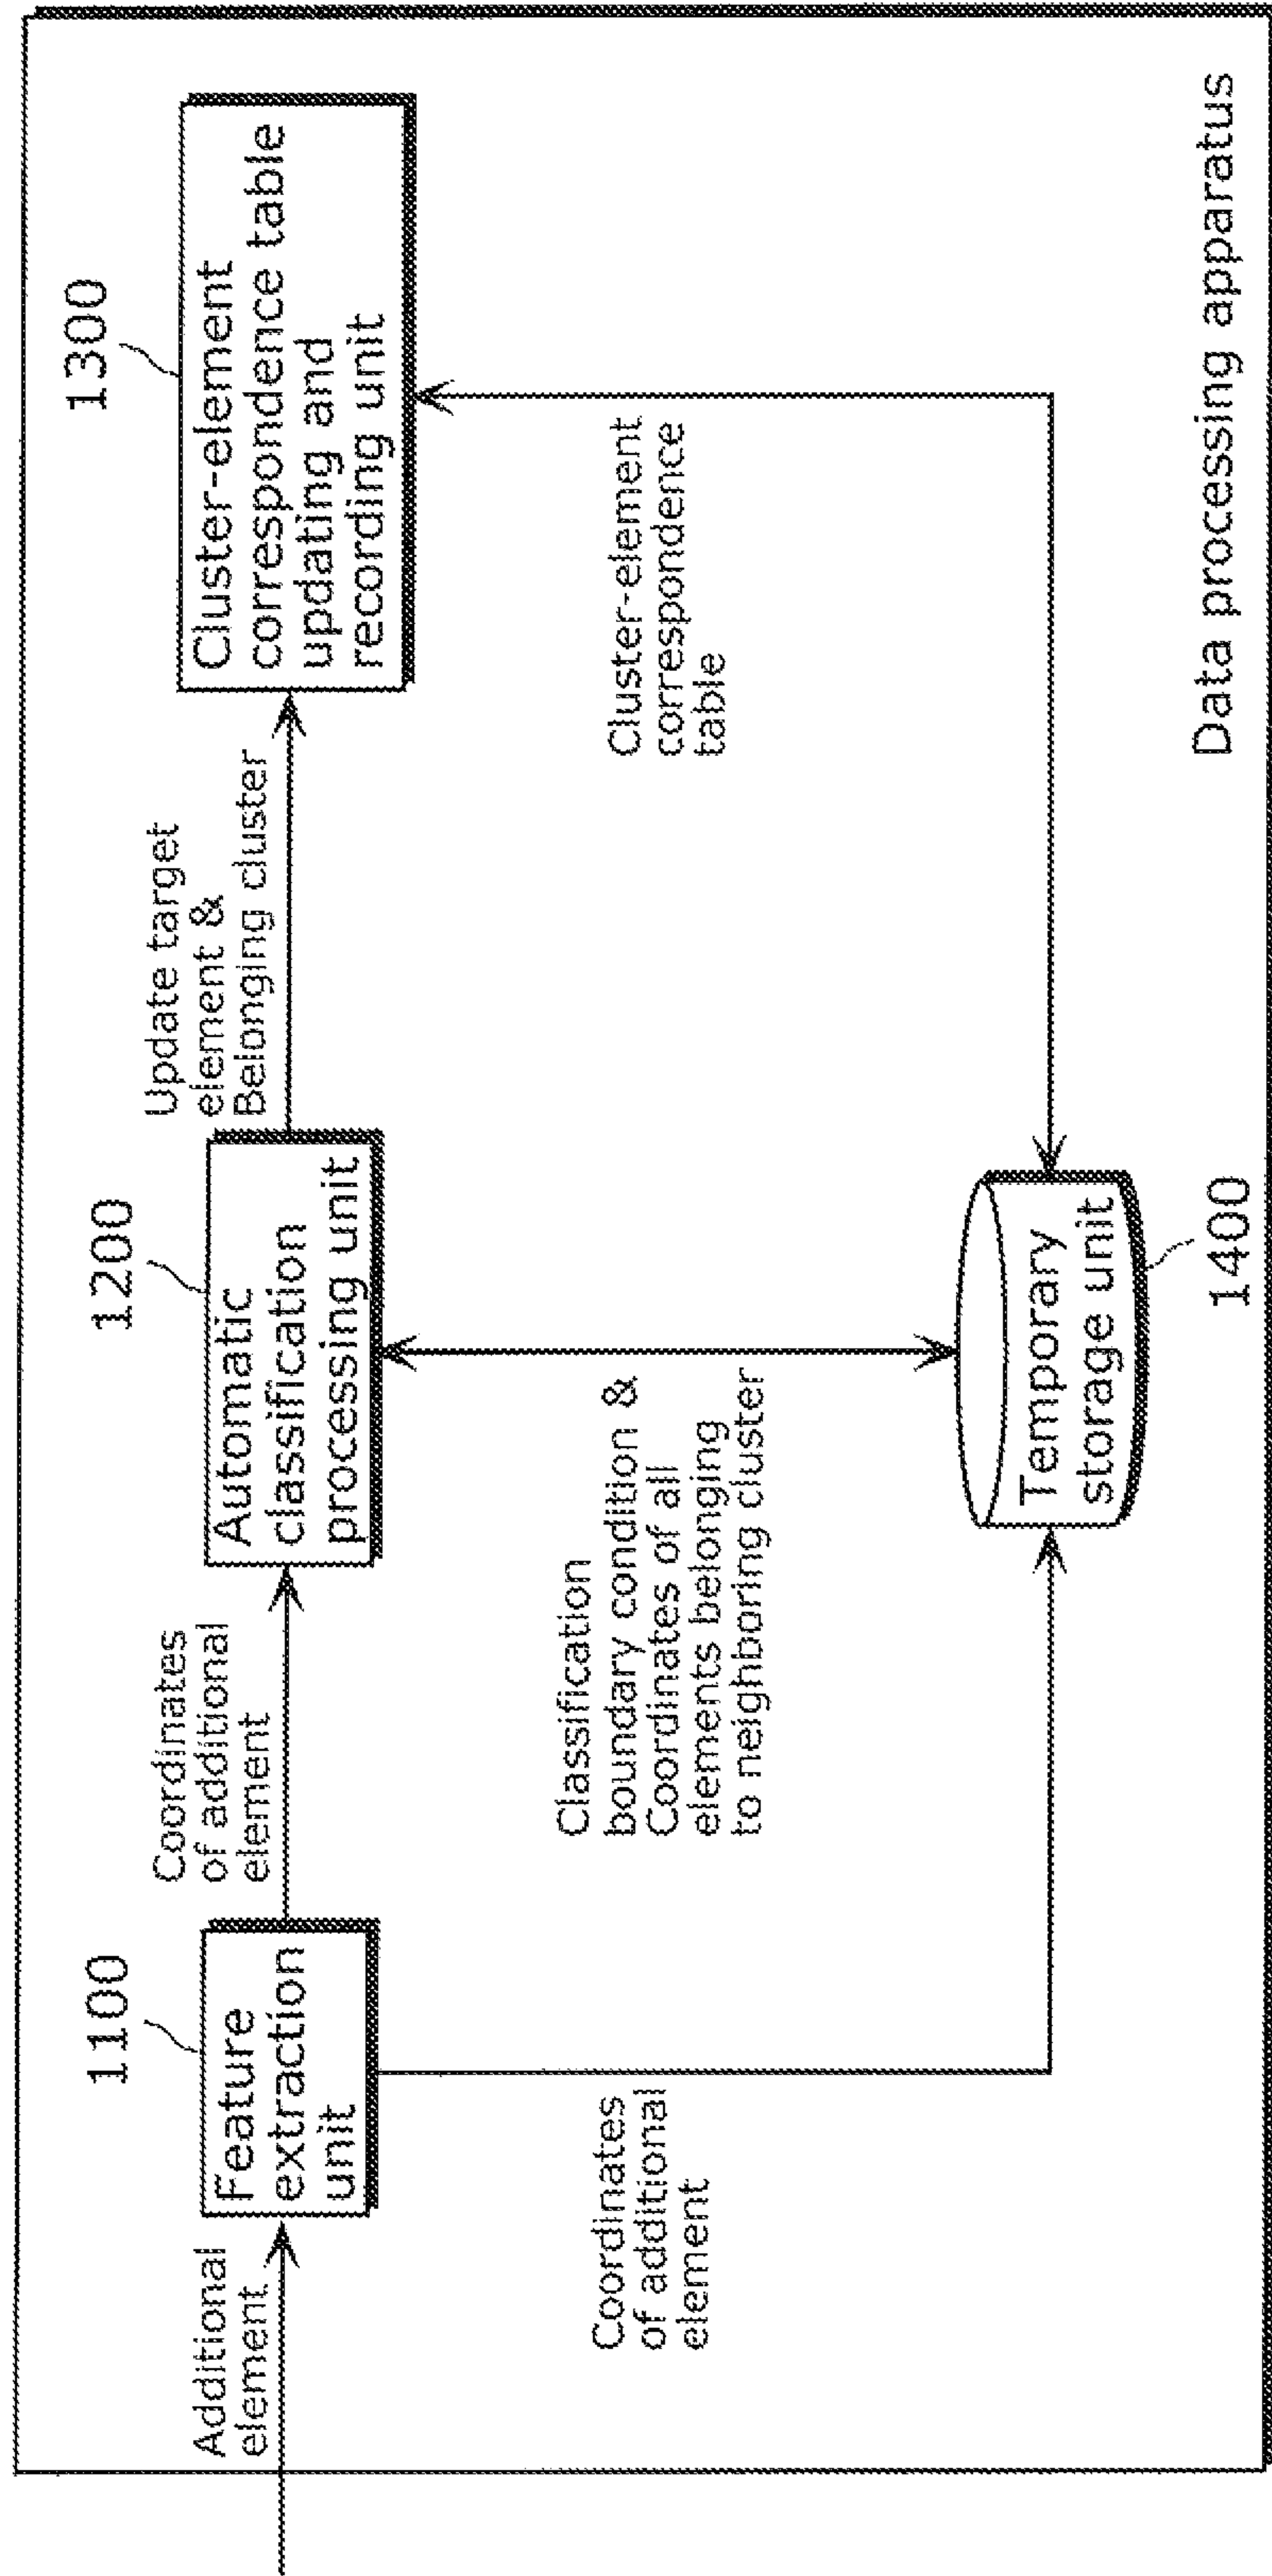 Additional
element
1100
Feature
extraction
unit
Coordinates
of additional
element
1200
Automatic
classification
processing unit
Update target
element &
Belonging cluster
1300
Cluster-element
correspondence table
updating and
recording unit
Coordinates
of additional
element
Classification
boundary condition &
Coordinates of all
elements belonging
to neighboring cluster
Cluster-element
correspondence
table
Temporary
storage unit
1400
Data processing apparatus